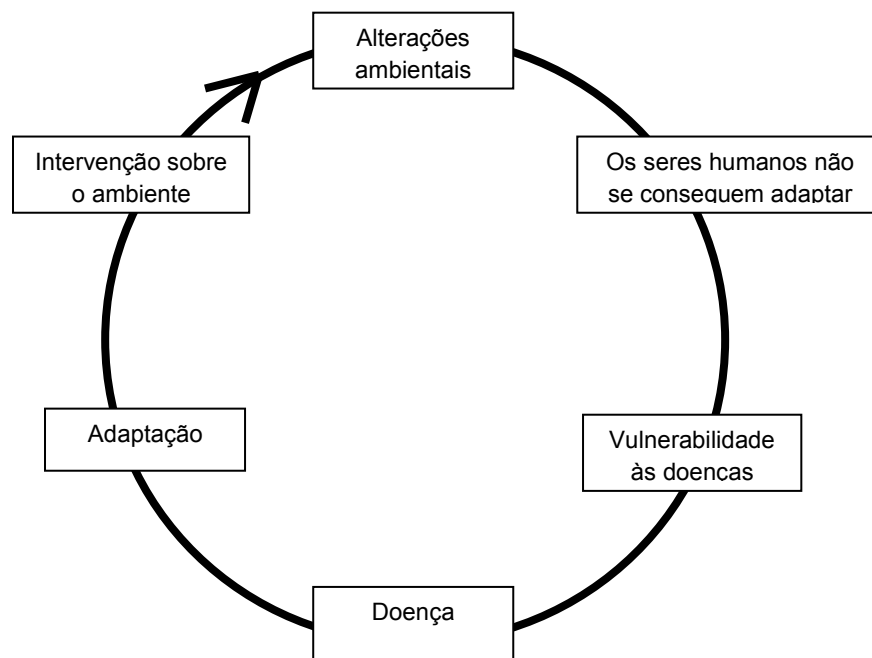 Alterações
ambientais
Os seres humanos não
se conseguem adaptar
Vulnerabilidade
às doenças
Doença
Adaptação
Intervenção sobre
o ambiente